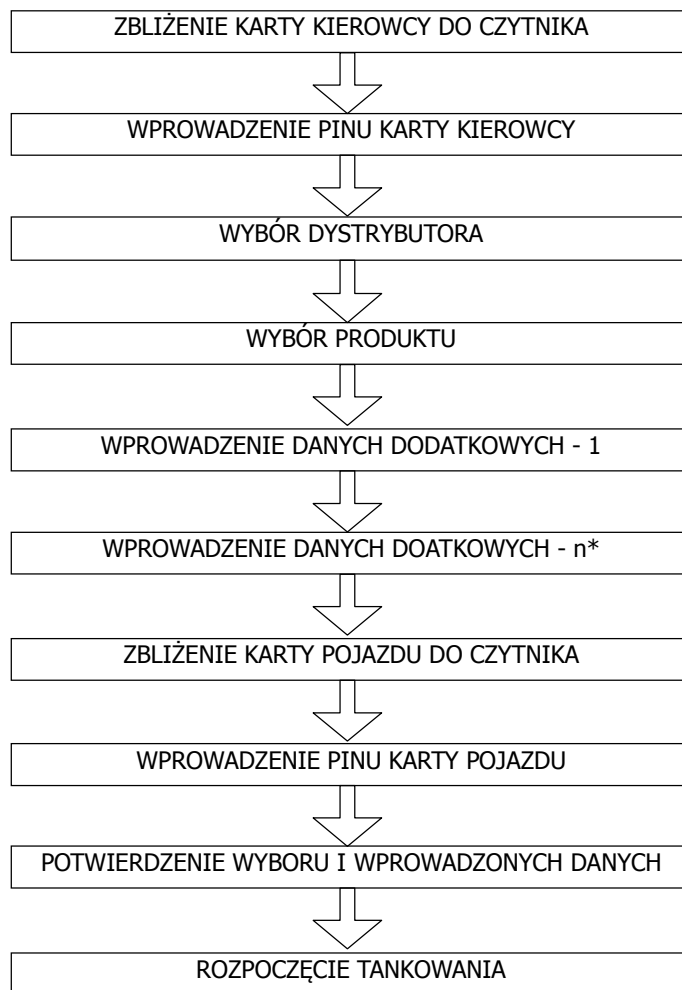 ZBLIŻENIE KARTY KIEROWCY DO CZYTNIKA
WPROWADZENIE PINU KARTY KIEROWCY
WYBÓR DYSTRYBUTORA
WYBÓR PRODUKTU
WPROWADZENIE DANYCH DODATKOWYCH - 1
WPROWADZENIE DANYCH DOATKOWYCH - n*
ZBLIŻENIE KARTY POJAZDU DO CZYTNIKA
WPROWADZENIE PINU KARTY POJAZDU
POTWIERDZENIE WYBORU I WPROWADZONYCH DANYCH
ROZPOCZĘCIE TANKOWANIA